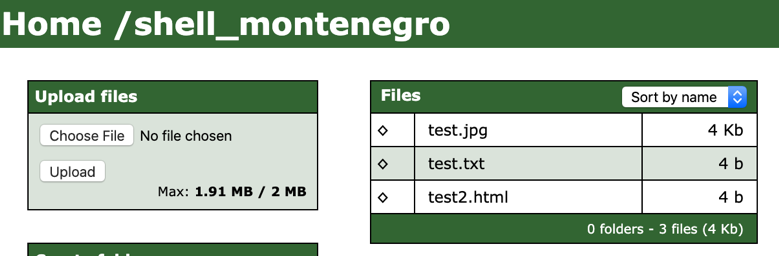 Home /shell_montenegro
Upload files
Choose File No file chosen
Upload
Max: 1.91 MB / 2 MB
Files Sort by name
test.jpg 4 Kb
test.txt 4 b
test2.html 4 b
0 folders - 3 files (4 Kb)